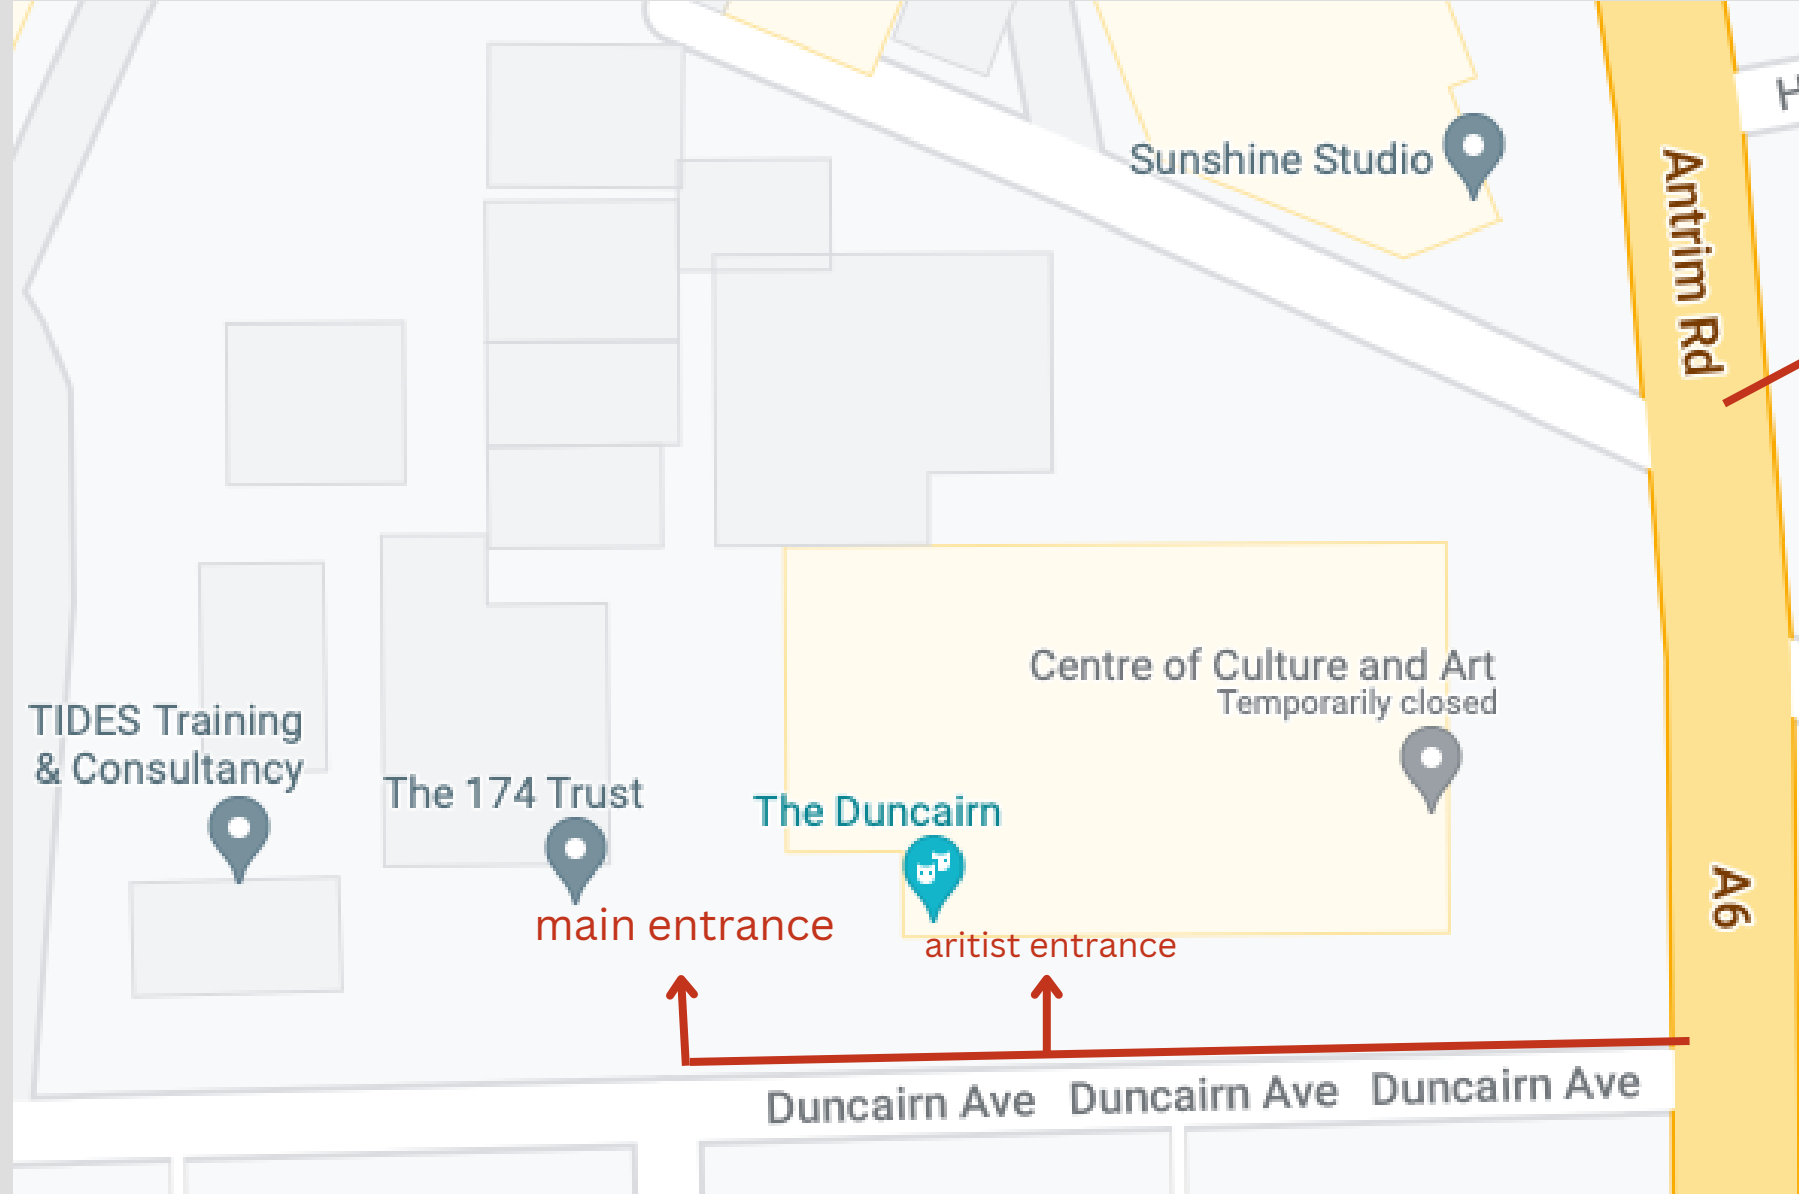 H
Sunshine Studio
Antrim Rd
Centre of Culture and Art
Temporarily closed
TIDES Training
& Consultancy
The 174 Trust
The Duncairn
A6
main entrance
aritist entrance
Duncairn Ave Duncairn Ave Duncairn Ave